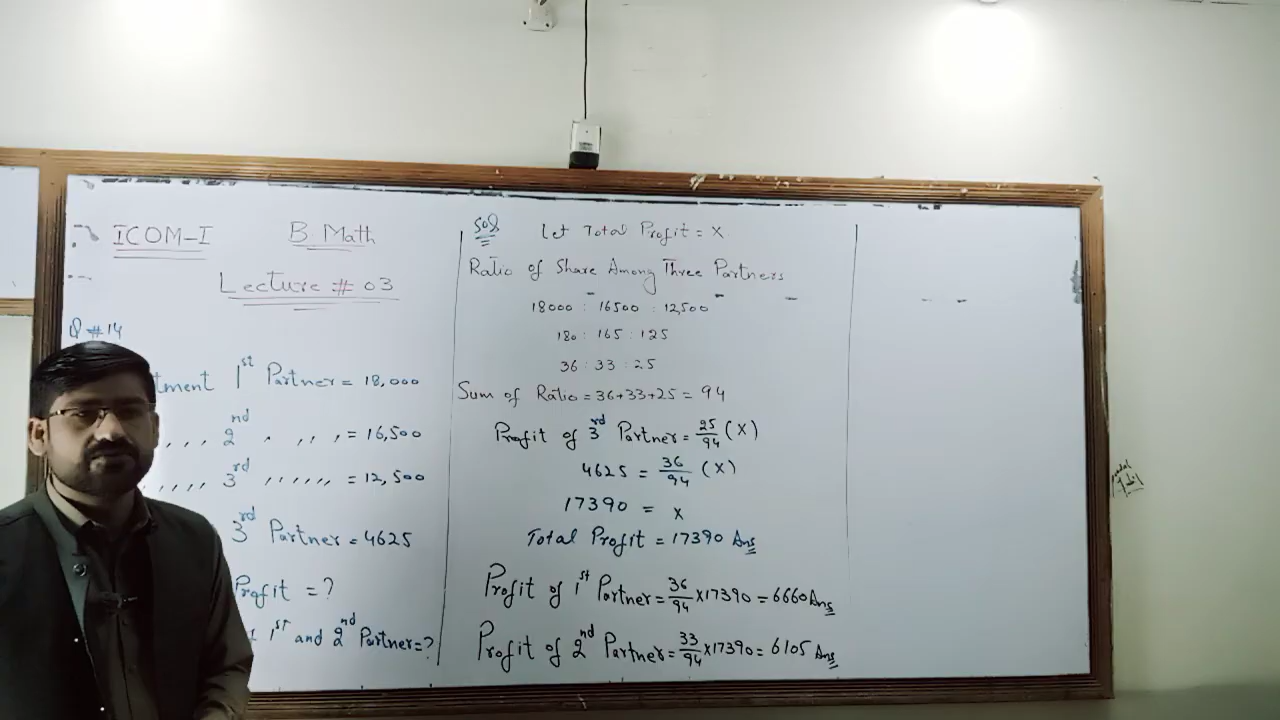 ICOM-I B. Math
Lecture # 03
Q # 14
tment 1st Partner = 18,000
,,,, 2nd , ,, , = 16,500
,,,,, 3rd ,,,,,, = 12,500
3rd Partner = 4625
Profit = ?
1st and 2nd Partner = ?
Sol Let Total Profit = X
Ratio of Share Among Three Partners
18000 : 16500 : 12,500
180 : 165 : 125
36 : 33 : 25
Sum of Ratio = 36+33+25 = 94
Profit of 3rd Partner = 25/94 (X)
4625 = 36/94 (X)
17390 = x
Total Profit = 17390 Ans
Profit of 1st Partner = 36/94 x 17390 = 6660 Ans
Profit of 2nd Partner = 33/94 x 17390 = 6105 Ans